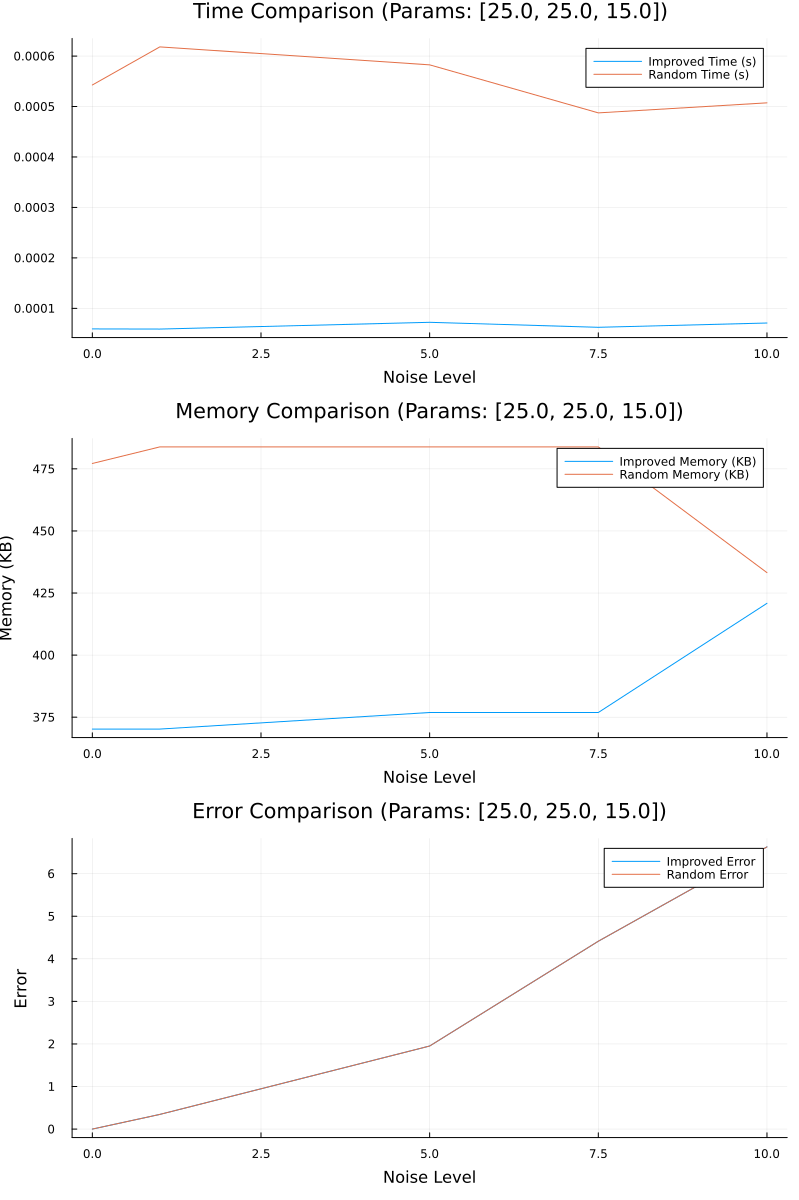 Time Comparison (Params: [25.0, 25.0, 15.0])
0.0006
0.0005
0.0004
0.0003
0.0002
0.0001
Improved Time (s)
Random Time (s)
0.0 2.5 5.0 7.5 10.0
Noise Level
Memory Comparison (Params: [25.0, 25.0, 15.0])
Memory (KB)
475
450
425
400
375
Improved Memory (KB)
Random Memory (KB)
0.0 2.5 5.0 7.5 10.0
Noise Level
Error Comparison (Params: [25.0, 25.0, 15.0])
Error
6
5
4
3
2
1
0
Improved Error
Random Error
0.0 2.5 5.0 7.5 10.0
Noise Level